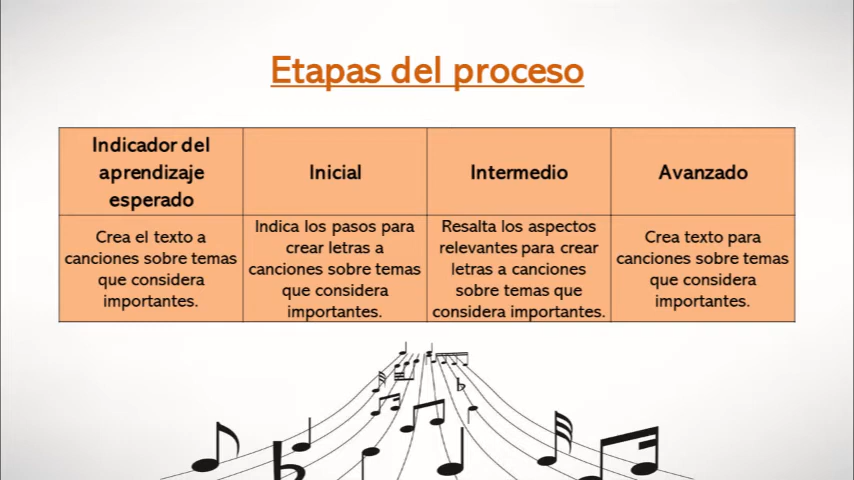 Etapas del proceso
Indicador del
aprendizaje
esperado
Inicial
Intermedio
Avanzado
Crea el texto a
canciones sobre temas
que considera
importantes.
Indica los pasos para
crear letras a
canciones sobre temas
que considera
importantes.
Resalta los aspectos
relevantes para crear
letras a canciones
sobre temas que
considera importantes.
Crea texto para
canciones sobre temas
que considera
importantes.